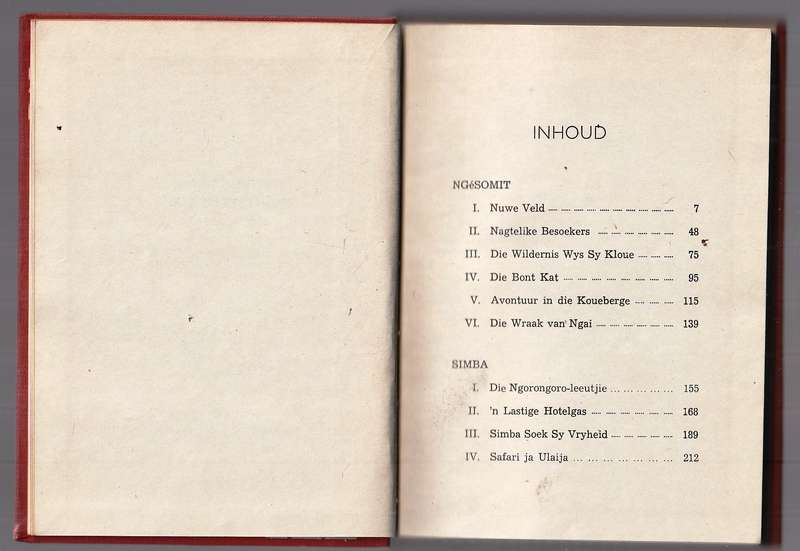 INHOUD
NGéSOMIT
I. Nuwe Veld 7
II. Nagtelike Besoekers 48
III. Die Wildernis Wys Sy Kloue 75
IV. Die Bont Kat 95
V. Avontuur in die Koueberge 115
VI. Die Wraak van Ngai 139
SIMBA
I. Die Ngorongoro-leeutjie 155
II. 'n Lastige Hotelgas 168
III. Simba Soek Sy Vryheid 189
IV. Safari ja Ulaija 212